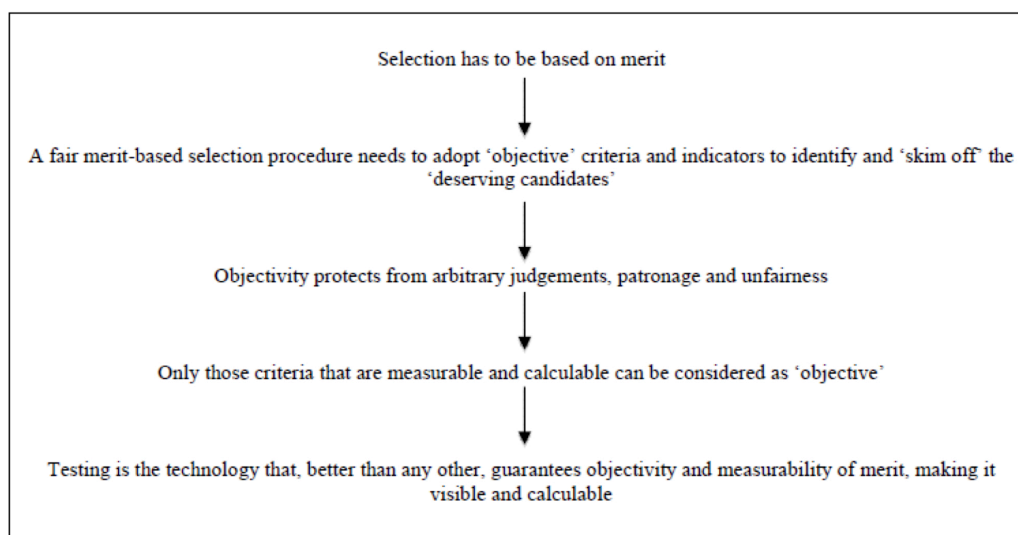 Selection has to be based on merit
A fair merit-based selection procedure needs to adopt ‘objective’ criteria and indicators to identify and ‘skim off’ the
‘deserving candidates’
Objectivity protects from arbitrary judgements, patronage and unfairness
Only those criteria that are measurable and calculable can be considered as ‘objective’
Testing is the technology that, better than any other, guarantees objectivity and measurability of merit, making it
visible and calculable